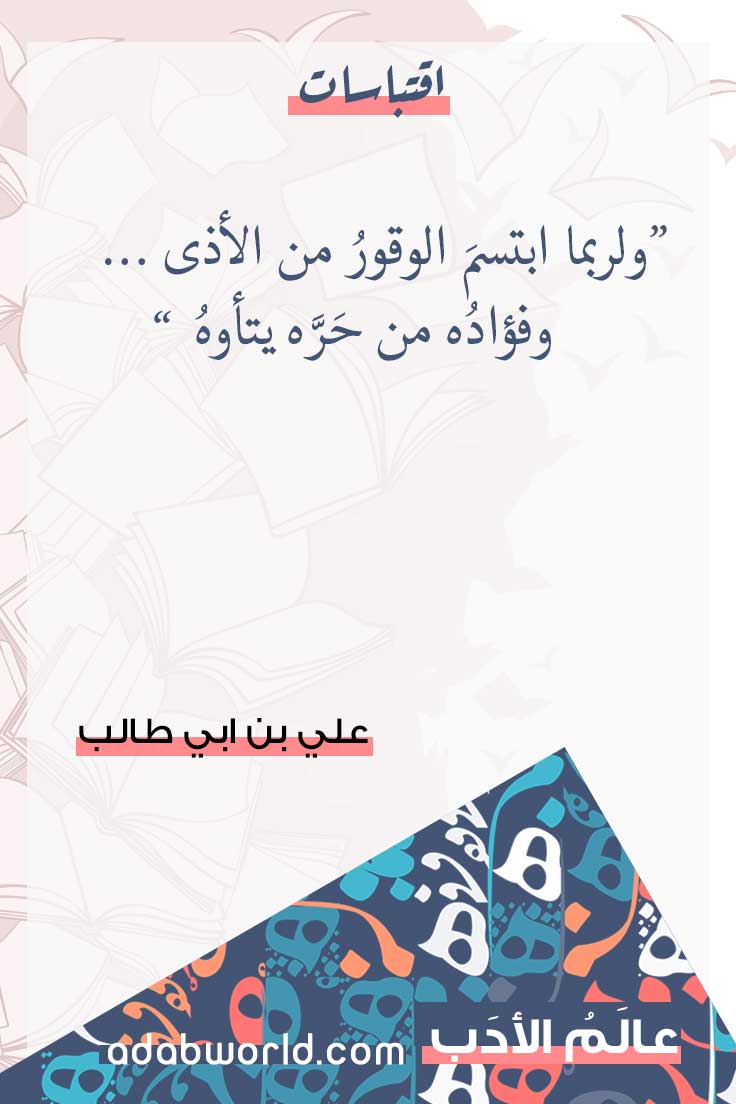 اقتباسات
”ولربما ابتسمَ الوقورُ من الأذى ...
وفؤادُه من حَرَّه يتأوهُ “
علي بن ابي طالب
عالَمُ الأدَب
adabworld.com